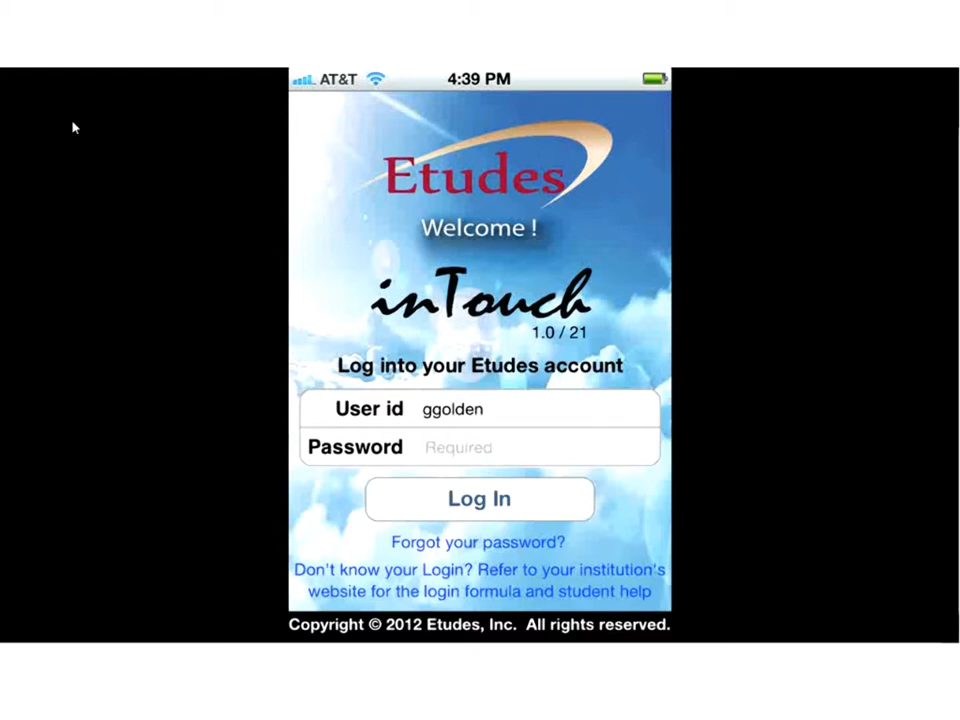 AT&T 4:39 PM
Etudes
Welcome !
inTouch
1.0 / 21
Log into your Etudes account
User id ggolden
Password Required
Log In
Forgot your password?
Don't know your Login? Refer to your institution's
website for the login formula and student help
Copyright © 2012 Etudes, Inc. All rights reserved.